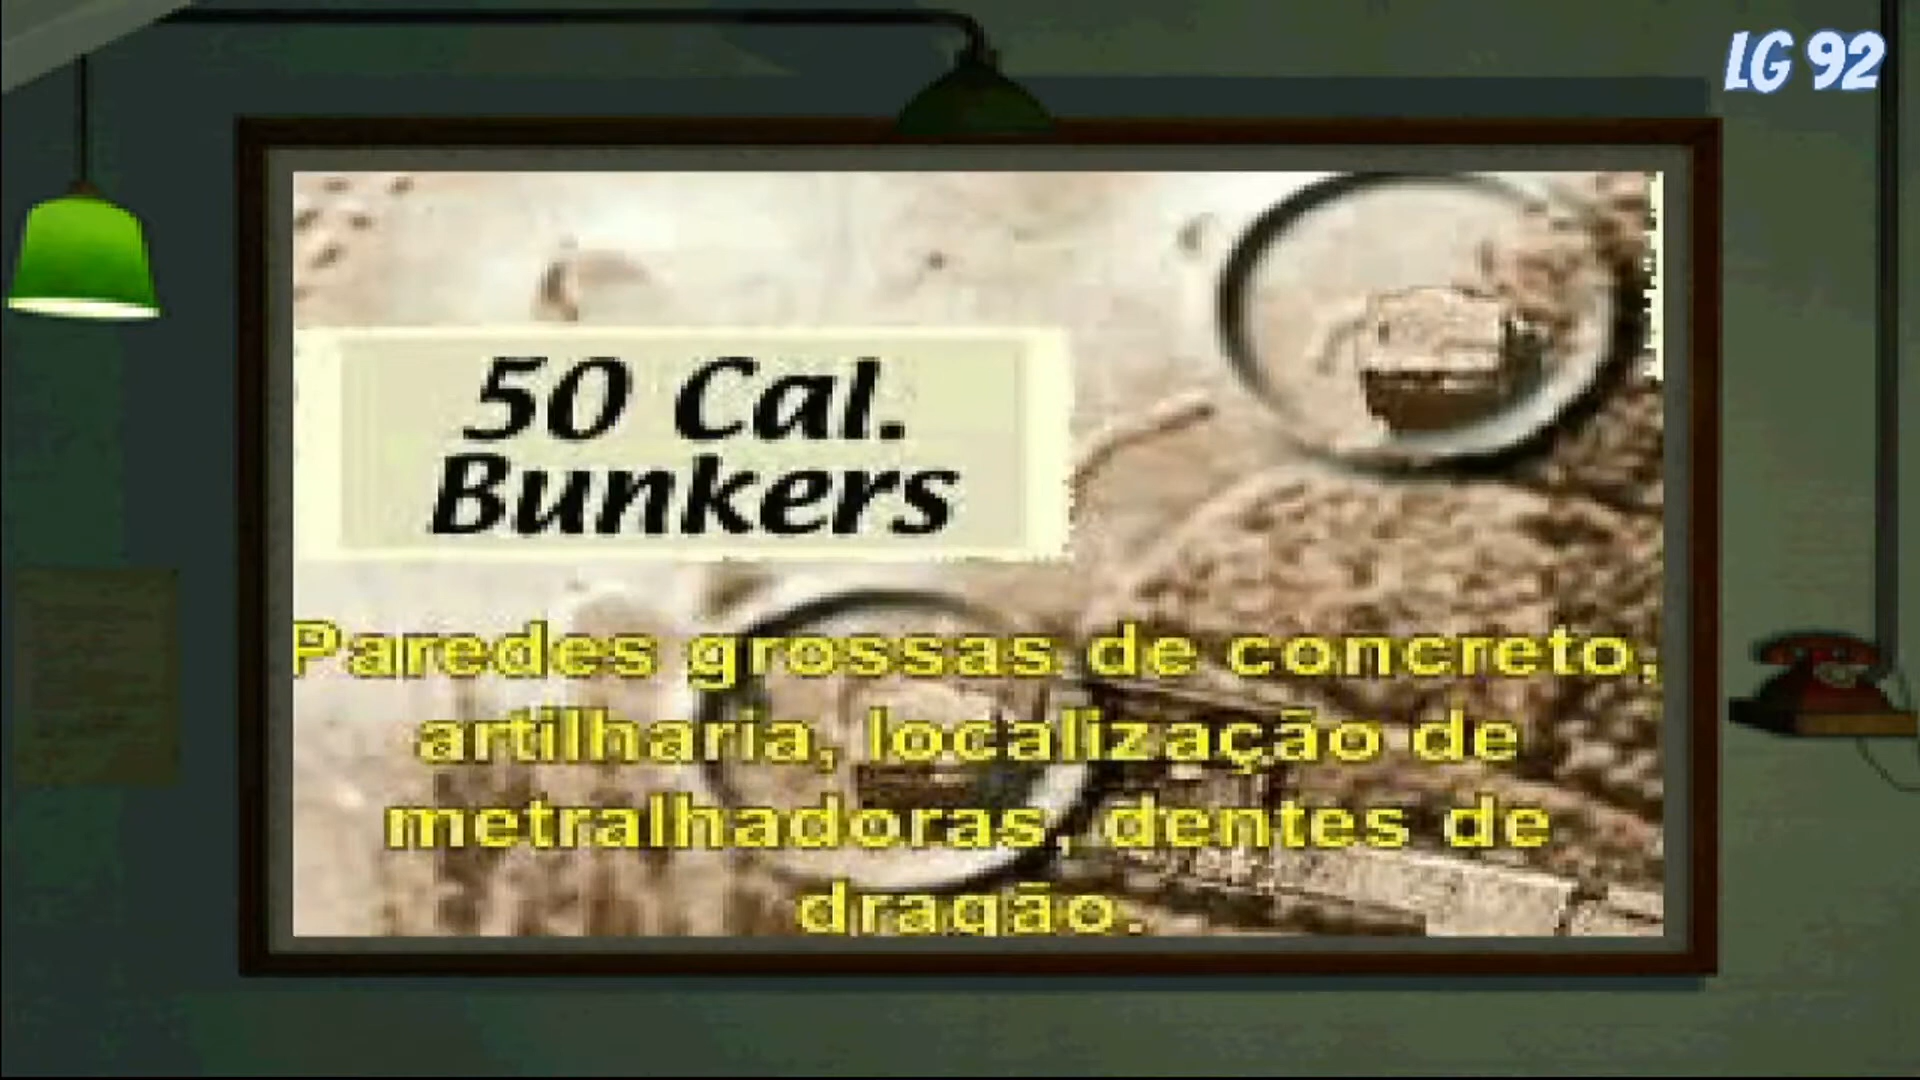 LG 92
50 Cal.
Bunkers
Paredes grossas de concreto,
artilharia, localização de
metralhadoras, dentes de
dragão.